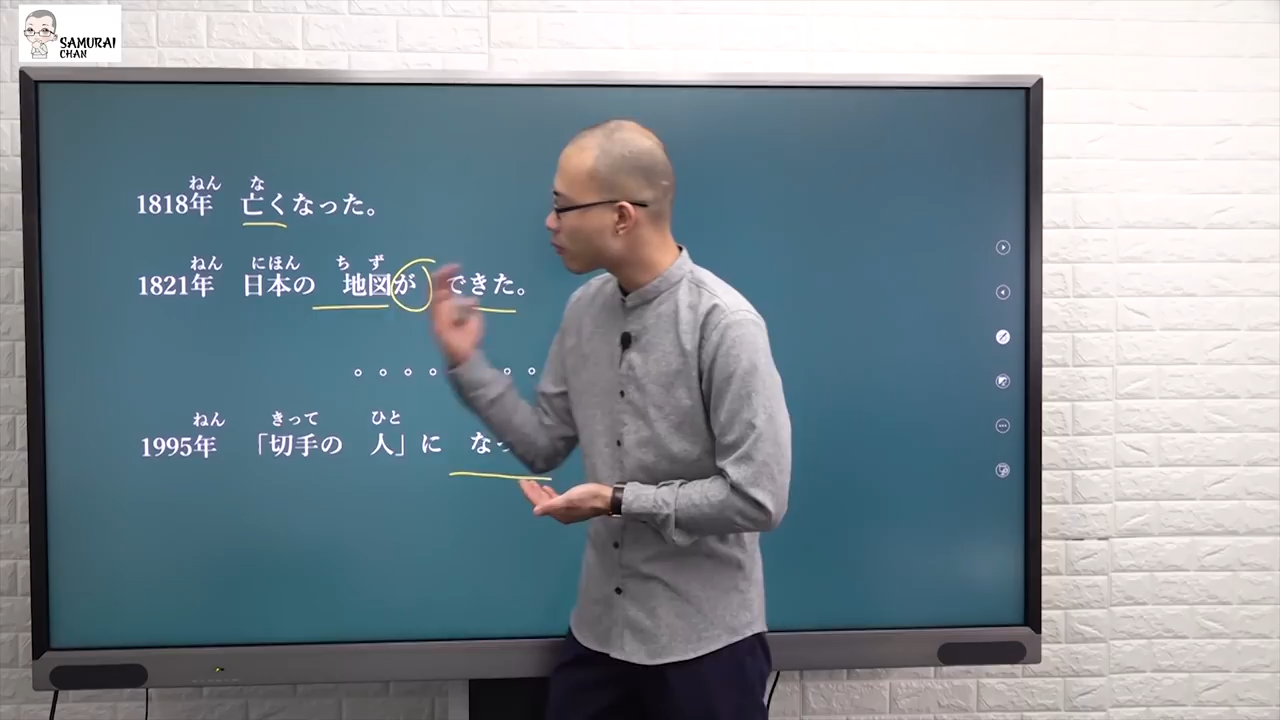 SAMURAI
CHAN
ねん な
1818年 亡くなった。
ねん にほん ち ず
1821年 日本の 地図が できた。
。。。。 。。
ねん きって ひと
1995年 「切手の 人」に なっ